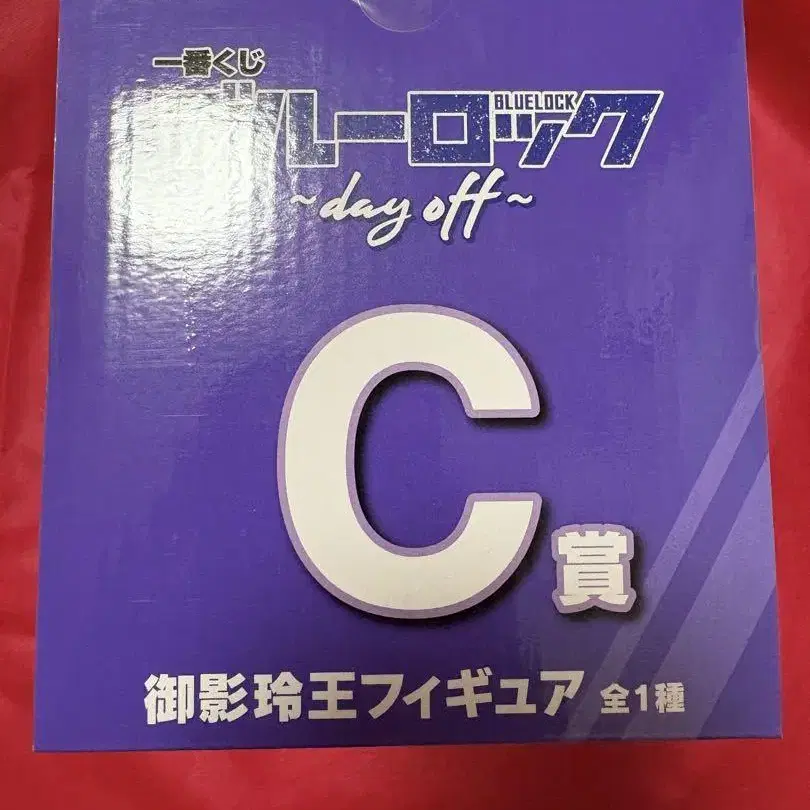 一番くじ
ブルーロック
BLUELOCK
~day off~
C賞
御影玲王フィギュア 全1種